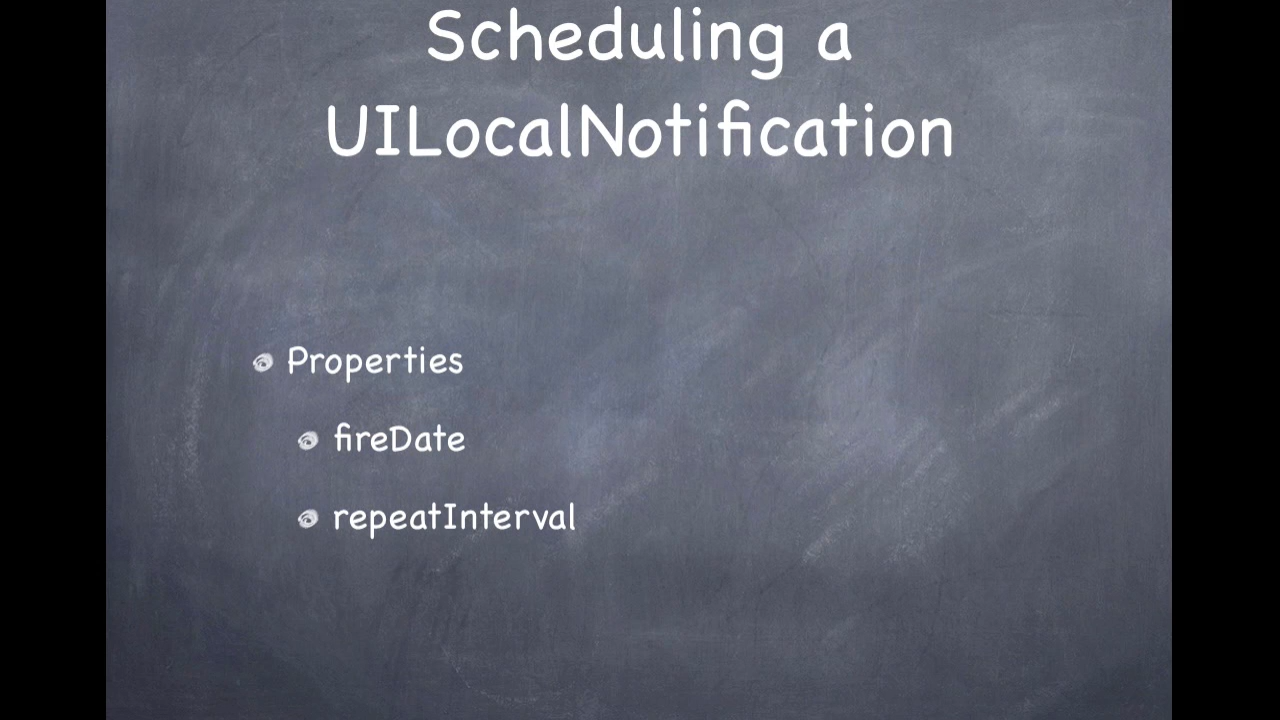 Scheduling a
UILocalNotification
Properties
fireDate
repeatInterval